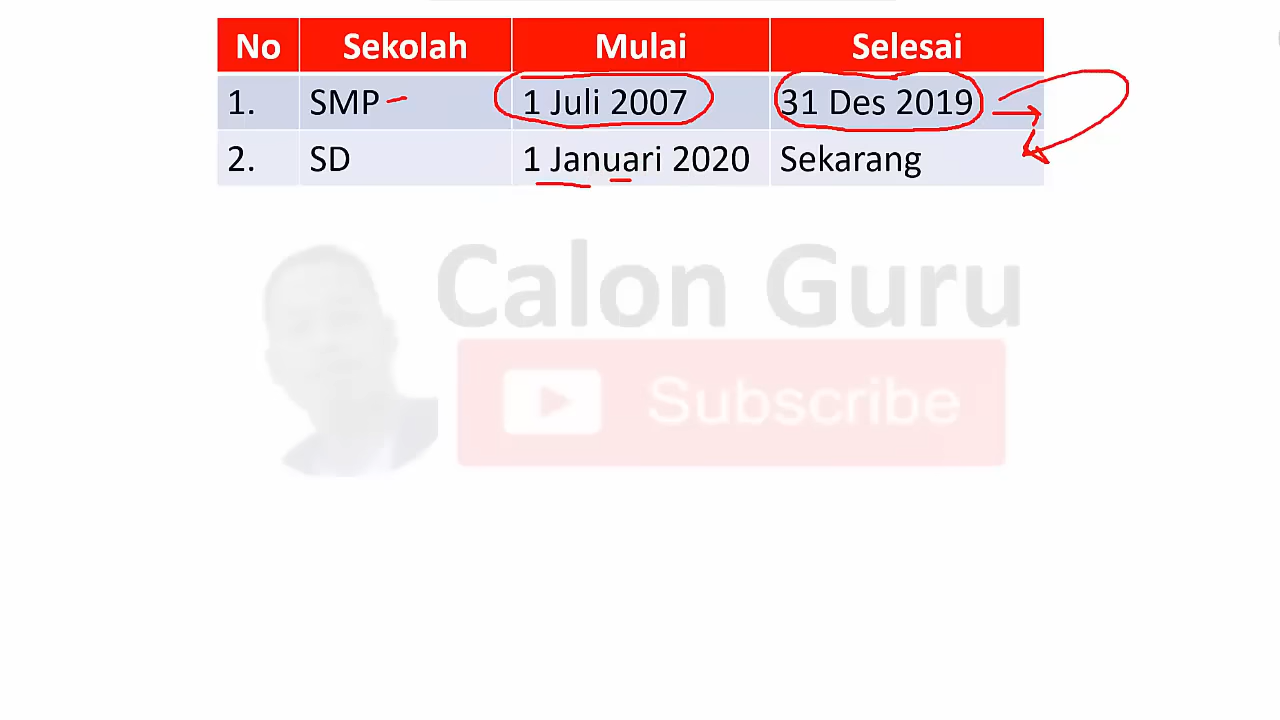 No Sekolah Mulai Selesai
1. SMP 1 Juli 2007 31 Des 2019
2. SD 1 Januari 2020 Sekarang
Calon Guru
Subscribe